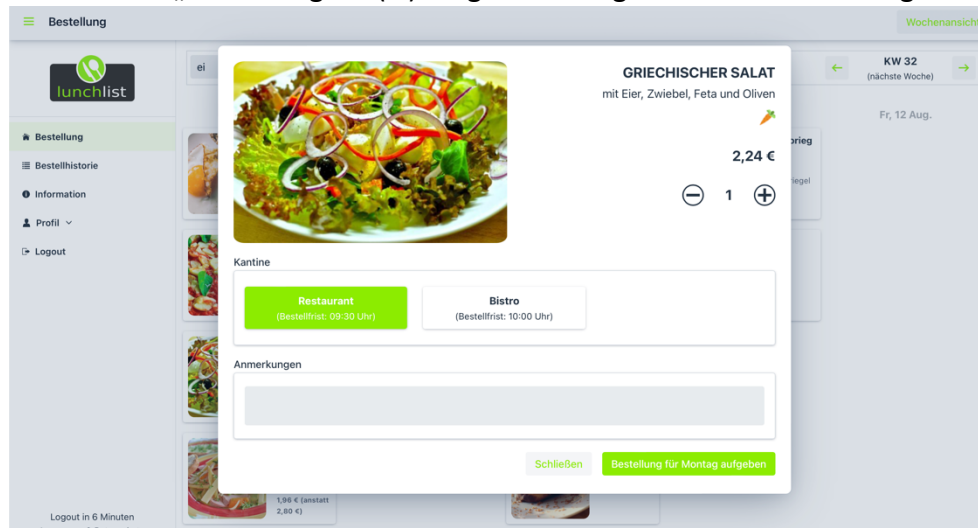 Bestellung
Wochenansicht
lunchlist
ei
KW 32
(nächste Woche)
Fr, 12 Aug.
Bestellung
Bestellhistorie
Information
Profil
Logout
GRIECHISCHER SALAT
mit Eier, Zwiebel, Feta und Oliven
2,24 €
1
Kantine
Restaurant
(Bestellfrist: 09:30 Uhr)
Bistro
(Bestellfrist: 10:00 Uhr)
Anmerkungen
Schließen
Bestellung für Montag aufgeben
1,96 € (anstatt
2,80 €)
Logout in 6 Minuten